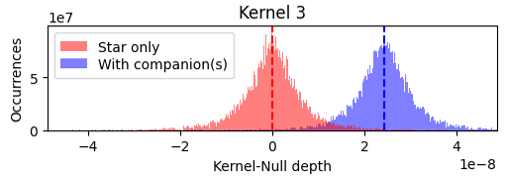 Kernel 3
1e7
Star only
With companion(s)
Occurrences
5
0
−4
−2
0
2
4
Kernel-Null depth
1e−8